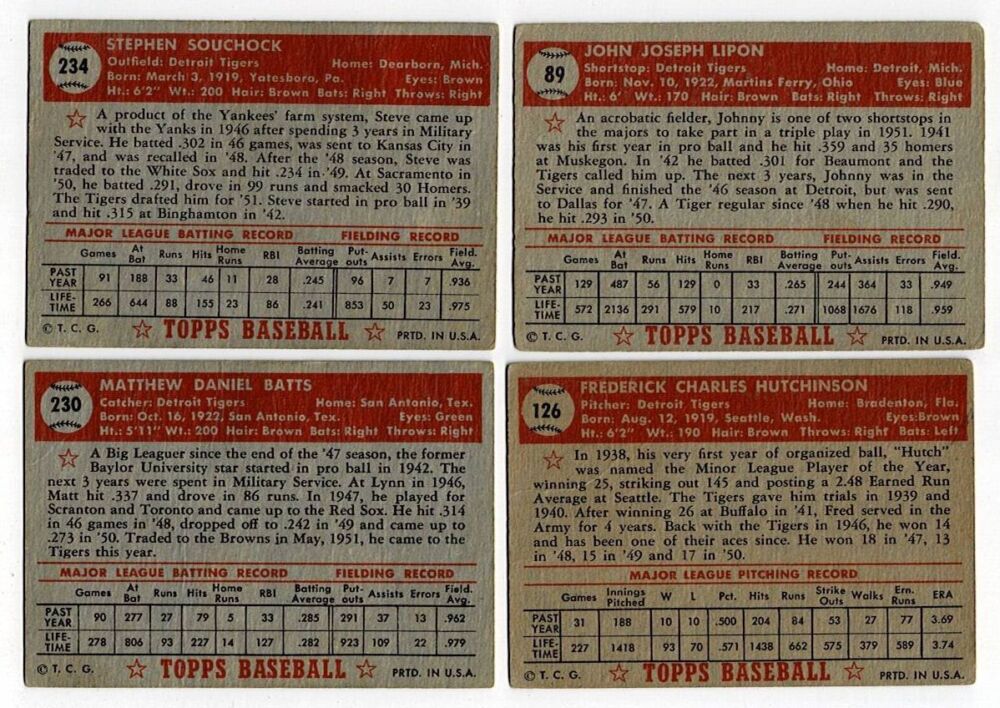 234
STEPHEN SOUCHOCK
Outfield: Detroit Tigers Home: Dearborn, Mich.
Born: March 3, 1919, Yatesboro, Pa. Eyes: Brown
Ht.: 6'2" Wt.: 200 Hair: Brown Bats: Right Throws: Right
A product of the Yankees' farm system, Steve came up
with the Yanks in 1946 after spending 3 years in Military
Service. He batted .302 in 46 games, was sent to Kansas City in
'47, and was recalled in '48. After the '48 season, Steve was
traded to the White Sox and hit .234 in '49. At Sacramento in
'50, he batted .291, drove in 99 runs and smacked 30 Homers.
The Tigers drafted him for '51. Steve started in pro ball in '39
and hit .315 at Binghamton in '42.
MAJOR LEAGUE BATTING RECORD FIELDING RECORD
Games At Bat Runs Hits Home Runs RBI Batting Average Put-outs Assists Errors Field. Avg.
PAST YEAR 91 188 33 46 11 28 .245 96 7 7 .936
LIFE-TIME 266 644 88 155 23 86 .241 853 50 23 .975
© T. C. G. TOPPS BASEBALL PRTD. IN U.S.A.
89
JOHN JOSEPH LIPON
Shortstop: Detroit Tigers Home: Detroit, Mich.
Born: Nov. 10, 1922, Martins Ferry, Ohio Eyes: Blue
Ht.: 6' Wt.: 170 Hair: Brown Bats: Right Throws: Right
An acrobatic fielder, Johnny is one of two shortstops in
the majors to take part in a triple play in 1951. 1941
was his first year in pro ball and he hit .359 and 35 homers
at Muskegon. In '42 he batted .301 for Beaumont and the
Tigers called him up. The next 3 years, Johnny was in the
Service and finished the '46 season at Detroit, but was sent
to Dallas for '47. A Tiger regular since '48 when he hit .290,
he hit .293 in '50.
MAJOR LEAGUE BATTING RECORD FIELDING RECORD
Games At Bat Runs Hits Home Runs RBI Batting Average Put-outs Assists Errors Field. Avg.
PAST YEAR 129 487 56 129 0 33 .265 244 364 33 .949
LIFE-TIME 572 2136 291 579 10 217 .271 1068 1676 118 .959
© T. C. G. TOPPS BASEBALL PRTD. IN U.S.A.
230
MATTHEW DANIEL BATTS
Catcher: Detroit Tigers Home: San Antonio, Tex.
Born: Oct. 16, 1922, San Antonio, Tex. Eyes: Green
Ht.: 5'11" Wt.: 200 Hair: Brown Bats: Right Throws: Right
A Big Leaguer since the end of the '47 season, the former
Baylor University star started in pro ball in 1942. The
next 3 years were spent in Military Service. At Lynn in 1946,
Matt hit .337 and drove in 86 runs. In 1947, he played for
Scranton and Toronto and came up to the Red Sox. He hit .314
in 46 games in '48, dropped off to .242 in '49 and came up to
.273 in '50. Traded to the Browns in May, 1951, he came to the
Tigers this year.
MAJOR LEAGUE BATTING RECORD FIELDING RECORD
Games At Bat Runs Hits Home Runs RBI Batting Average Put-outs Assists Errors Field. Avg.
PAST YEAR 90 277 27 79 5 33 .285 291 37 13 .962
LIFE-TIME 278 806 93 227 14 127 .282 923 109 22 .979
© T. C. G. TOPPS BASEBALL PRTD. IN U.S.A.
126
FREDERICK CHARLES HUTCHINSON
Pitcher: Detroit Tigers Home: Bradenton, Fla.
Born: Aug. 12, 1919, Seattle, Wash. Eyes: Brown
Ht.: 6'2" Wt.: 190 Hair: Brown Throws: Right Bats: Left
In 1938, his very first year of organized ball, "Hutch"
was named the Minor League Player of the Year,
winning 25, striking out 145 and posting a 2.48 Earned Run
Average at Seattle. The Tigers gave him trials in 1939 and
1940. After winning 26 at Buffalo in '41, Fred served in the
Army for 4 years. Back with the Tigers in 1946, he won 14
and has been one of their aces since. He won 18 in '47, 13
in '48, 15 in '49 and 17 in '50.
MAJOR LEAGUE PITCHING RECORD
Games Innings Pitched W L Pct. Hits Runs Strike Outs Walks Ern. Runs ERA
PAST YEAR 31 188 10 10 .500 204 84 53 27 77 3.69
LIFE-TIME 227 1418 93 70 .571 1438 662 575 379 589 3.74
© T. C. G. TOPPS BASEBALL PRTD. IN U.S.A.